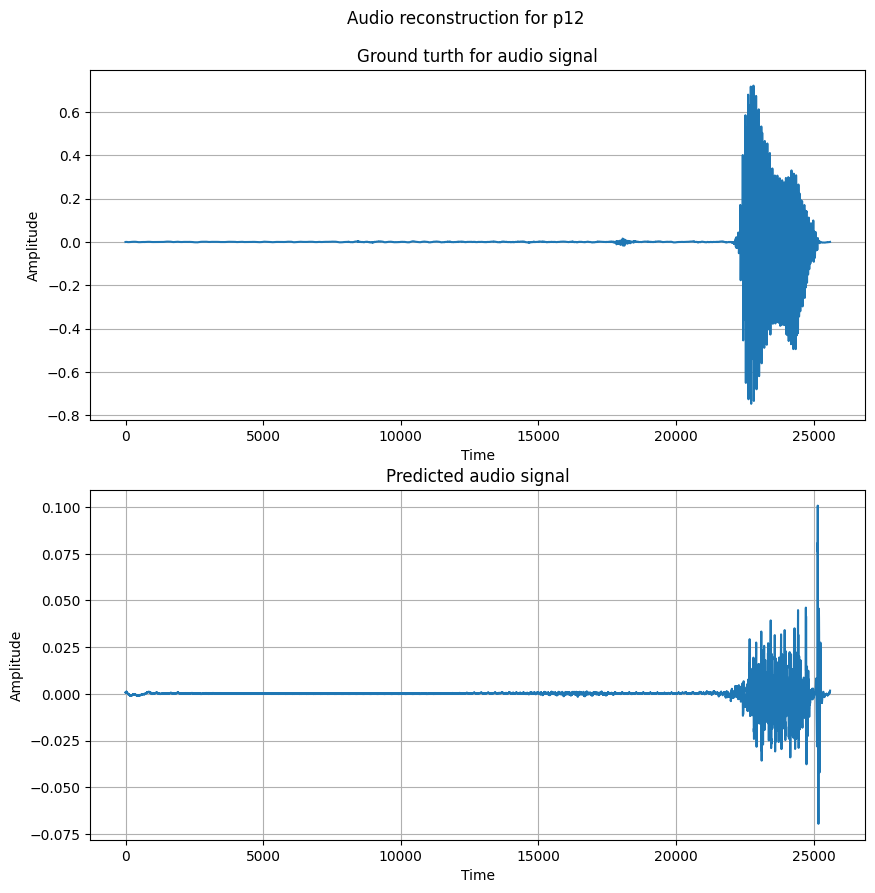 Audio reconstruction for p12
Ground turth for audio signal
0.6
0.4
0.2
0.0
−0.2
−0.4
−0.6
−0.8
Amplitude
0 5000 10000 15000 20000 25000
Time
Predicted audio signal
0.100
0.075
0.050
0.025
0.000
−0.025
−0.050
−0.075
Amplitude
0 5000 10000 15000 20000 25000
Time